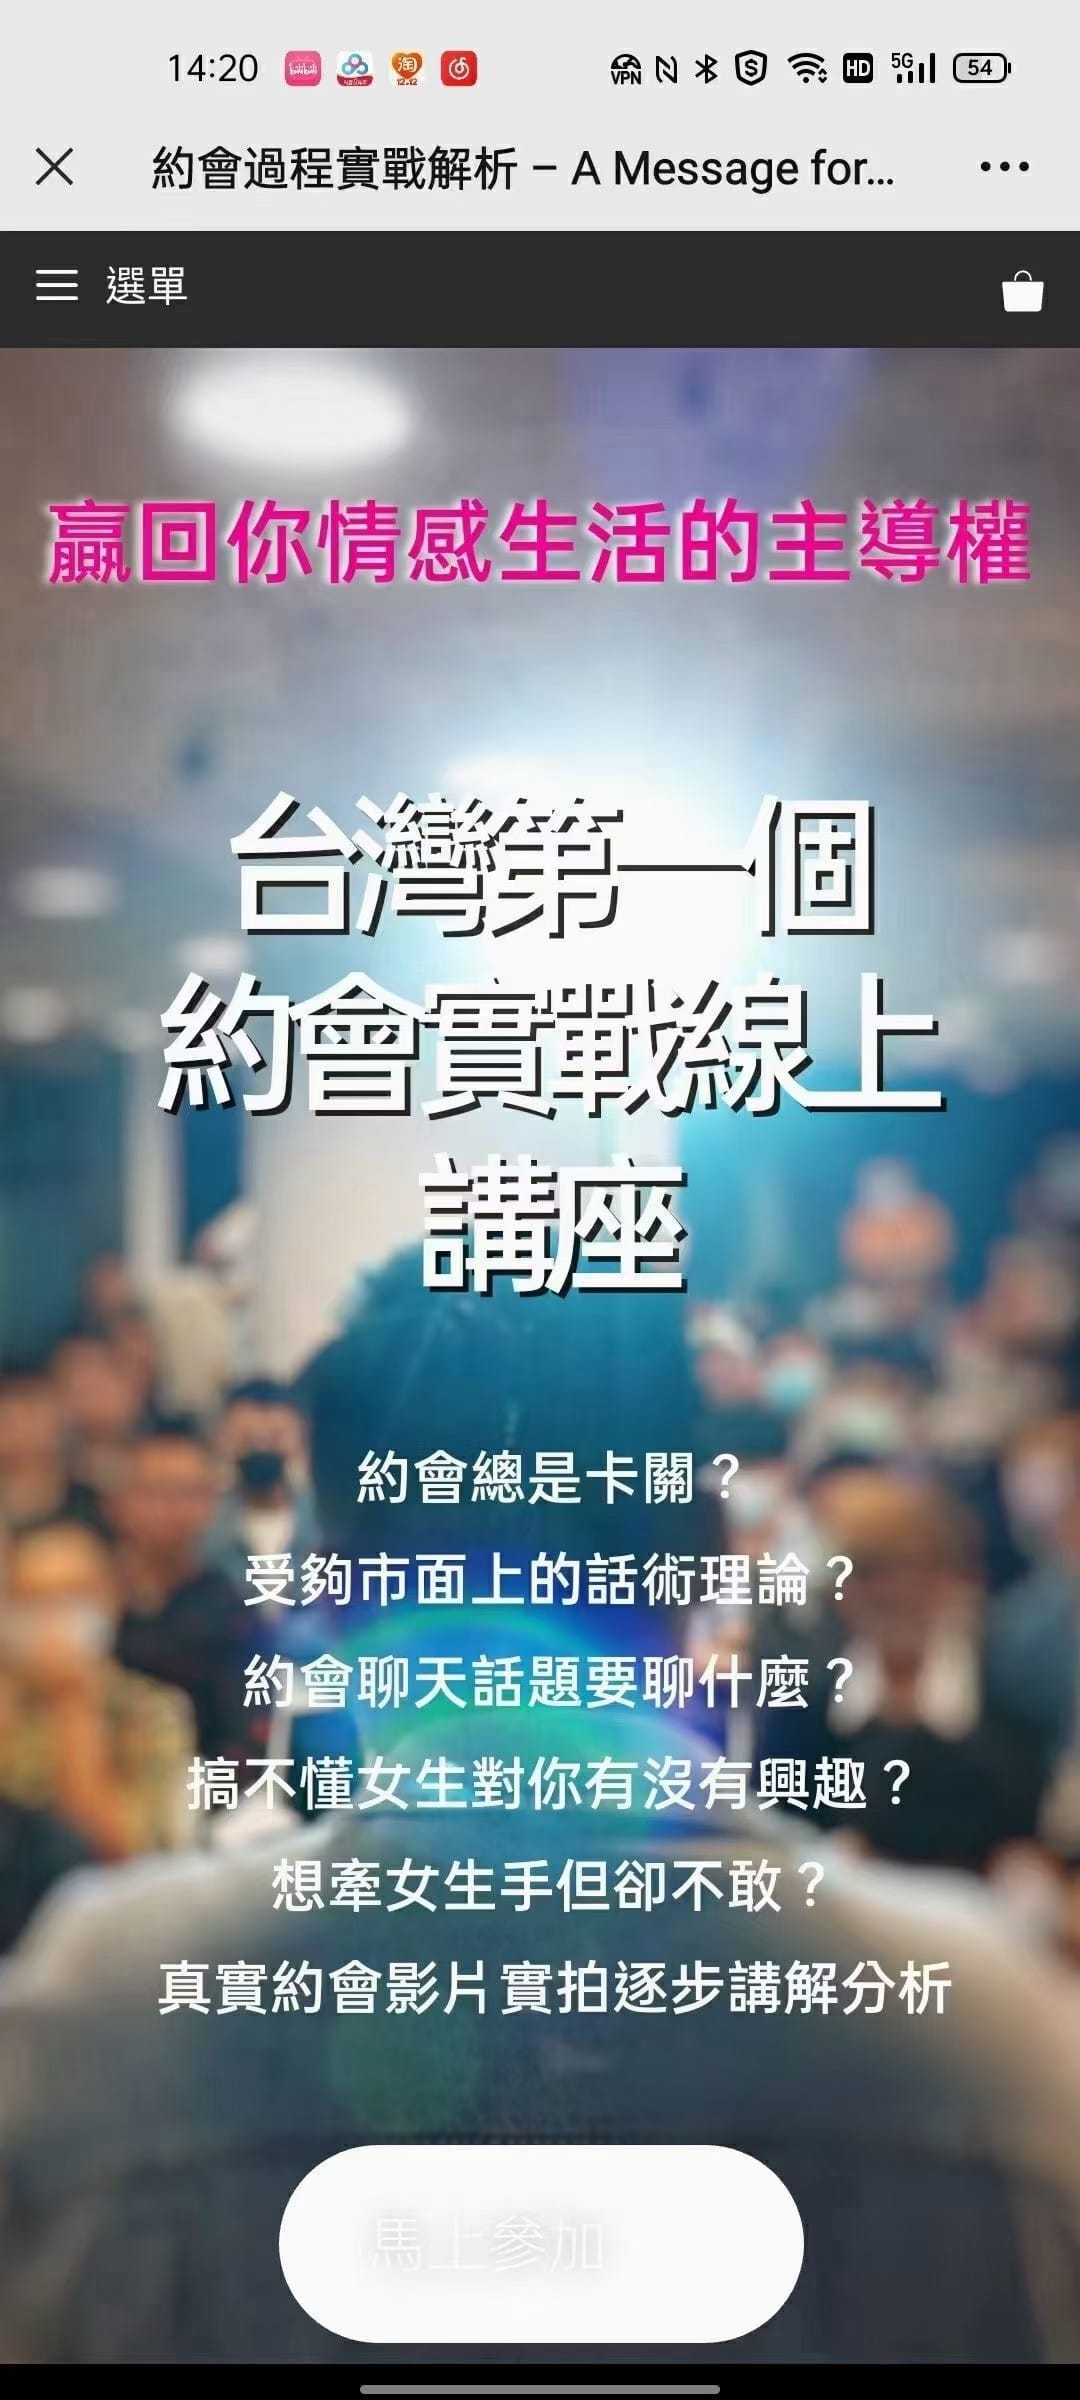 14:20
VPN
HD
5G
54
約會過程實戰解析 – A Message for...
選單
贏回你情感生活的主導權
台灣第一個
約會實戰線上
講座
約會總是卡關？
受夠市面上的話術理論？
約會聊天話題要聊什麼？
搞不懂女生對你有沒有興趣？
想牽女生手但卻不敢？
真實約會影片實拍逐步講解分析
馬上參加